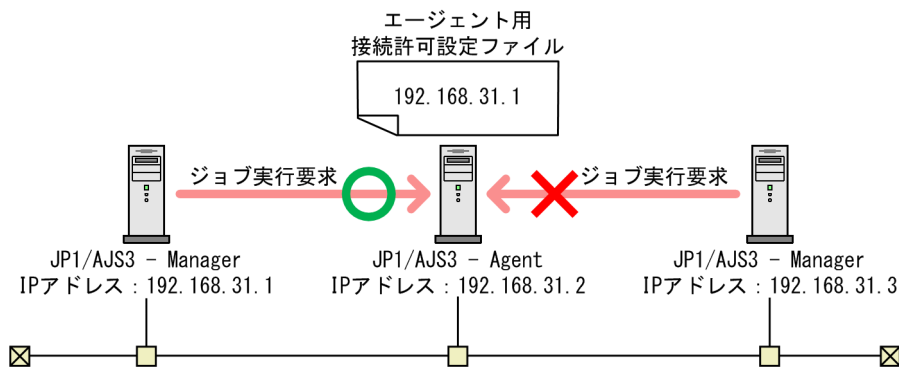 エージェント用
接続許可設定ファイル
192.168.31.1
ジョブ実行要求
ジョブ実行要求
JP1/AJS3 - Manager
IPアドレス：192.168.31.1
JP1/AJS3 - Agent
IPアドレス：192.168.31.2
JP1/AJS3 - Manager
IPアドレス：192.168.31.3